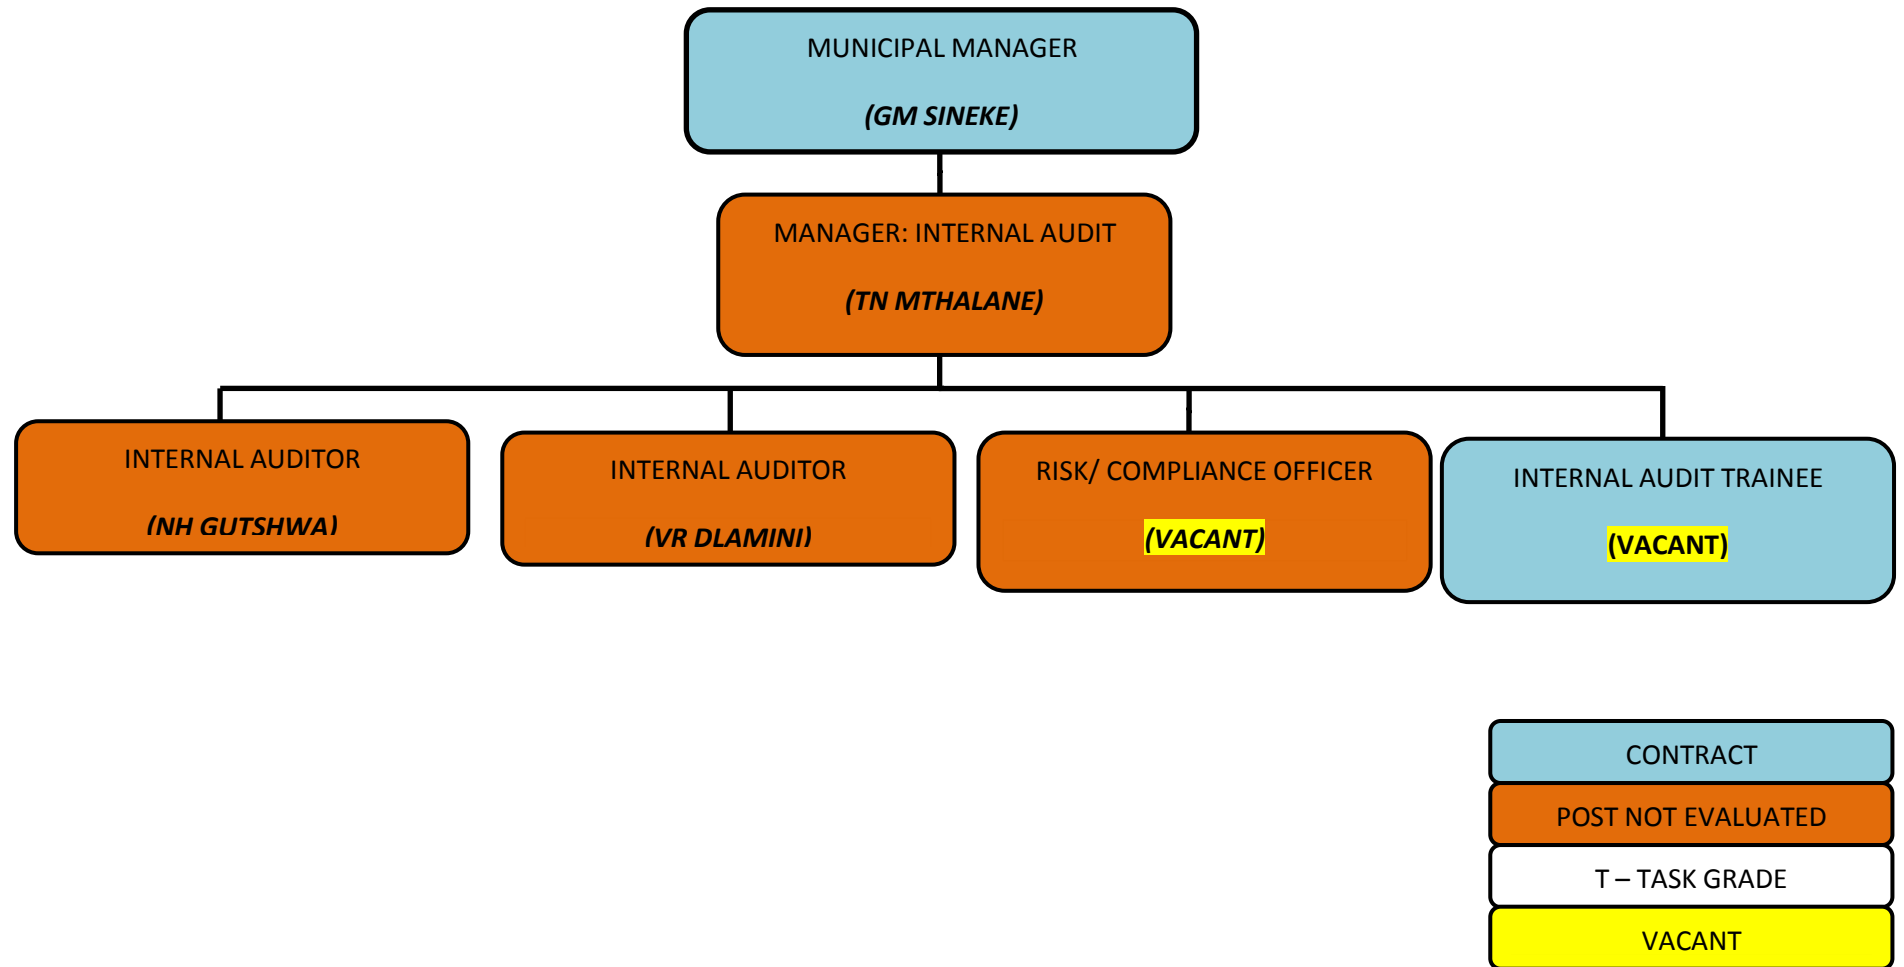 MUNICIPAL MANAGER
(GM SINEKE)
MANAGER: INTERNAL AUDIT
(TN MTHALANE)
INTERNAL AUDITOR
(NH GUTSHWA)
INTERNAL AUDITOR
(VR DLAMINI)
RISK/ COMPLIANCE OFFICER
(VACANT)
INTERNAL AUDIT TRAINEE
(VACANT)
CONTRACT
POST NOT EVALUATED
T – TASK GRADE
VACANT